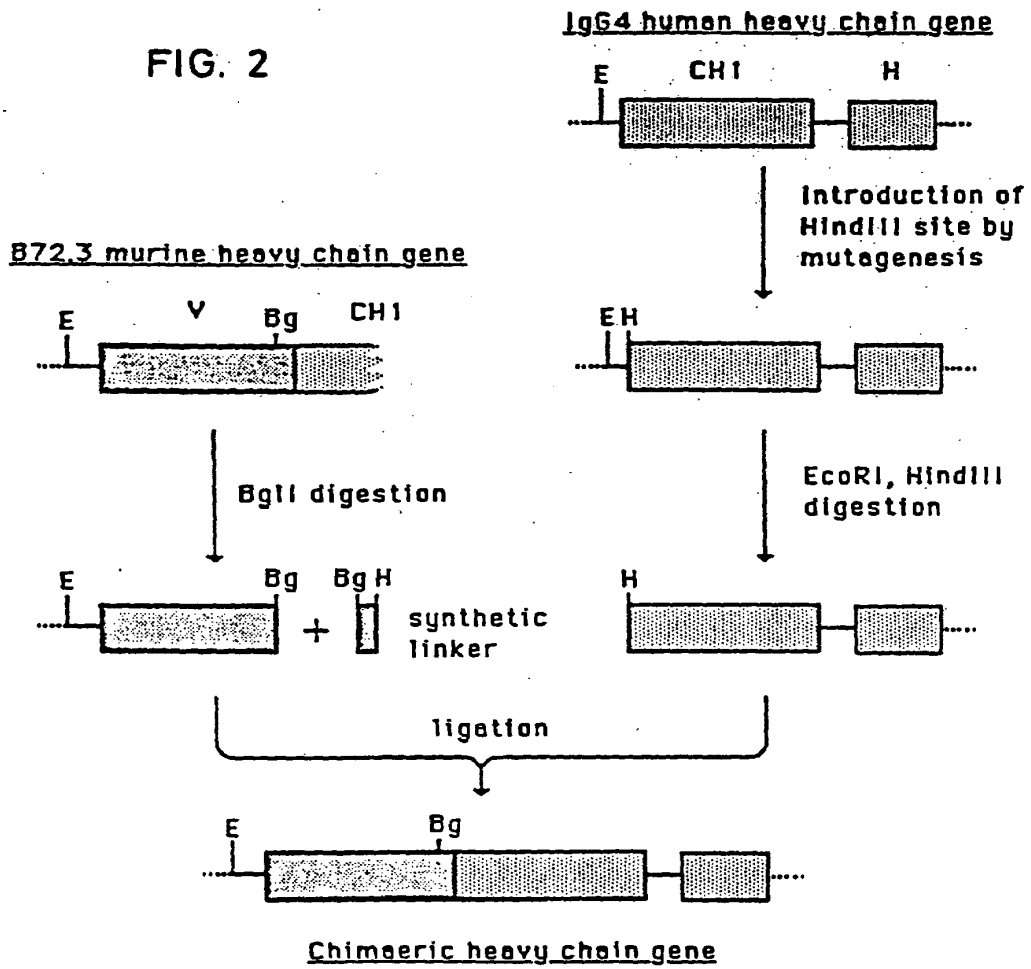 FIG. 2
IgG4 human heavy chain gene
E CH1 H
Introduction of
HindIII site by
mutagenesis
B72.3 murine heavy chain gene
E V Bg CH1
E H
BglI digestion
EcoRI, HindIII
digestion
E Bg Bg H
+
synthetic
linker
H
ligation
E Bg
Chimaeric heavy chain gene